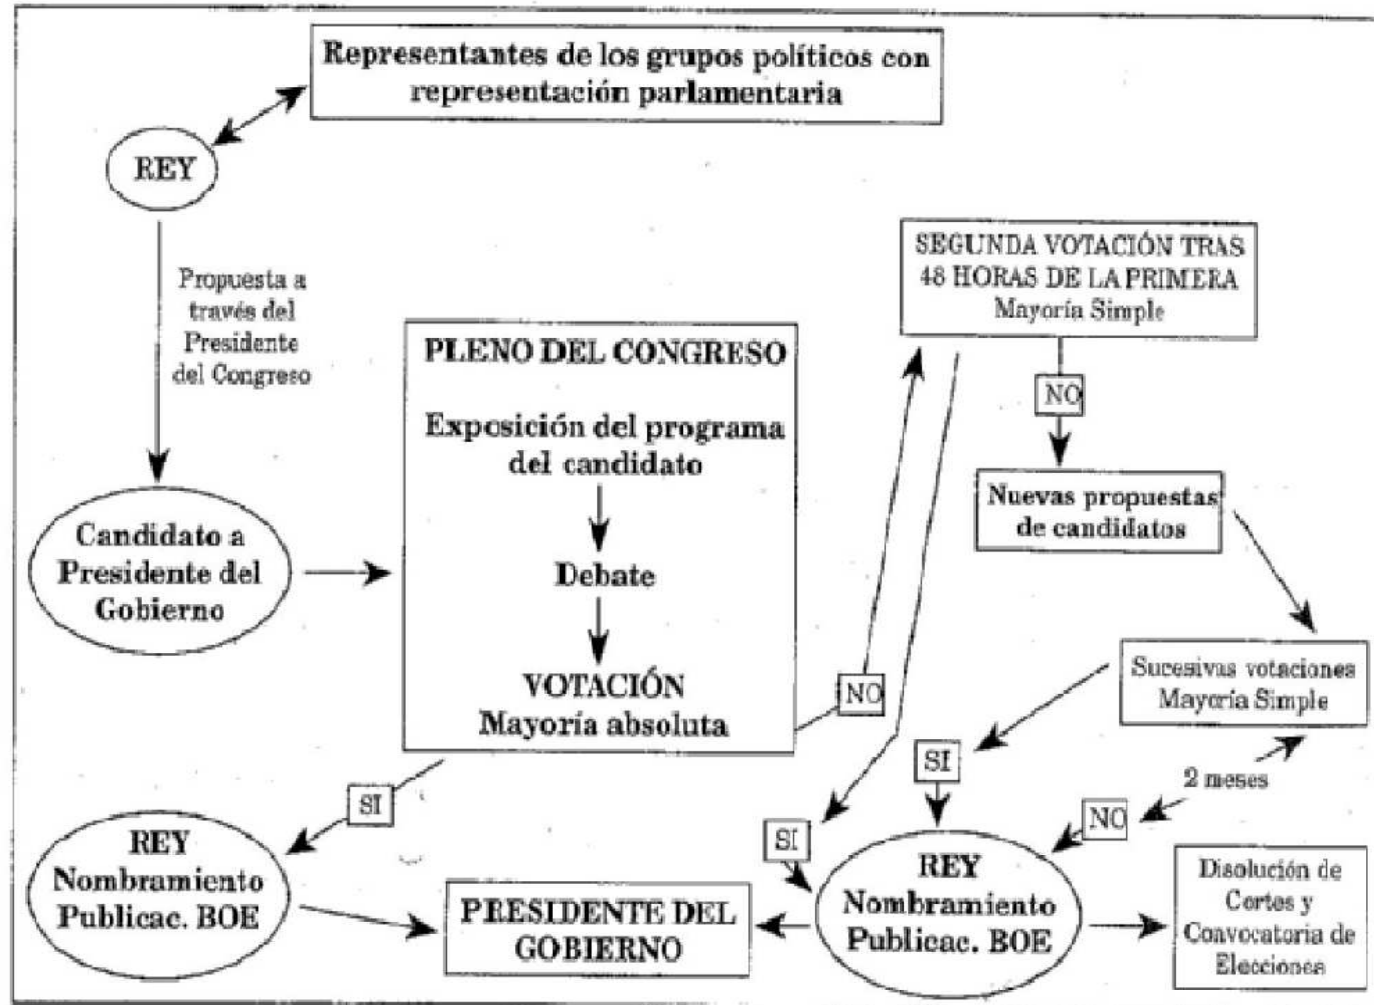 Representantes de los grupos políticos con
representación parlamentaria
REY
Propuesta a
través del
Presidente
del Congreso
Candidato a
Presidente del
Gobierno
PLENO DEL CONGRESO
Exposición del programa
del candidato
Debate
VOTACIÓN
Mayoría absoluta
NO
SEGUNDA VOTACIÓN TRAS
48 HORAS DE LA PRIMERA
Mayoría Simple
NO
Nuevas propuestas
de candidatos
Sucesivas votaciones
Mayoría Simple
SI
2 meses
NO
SI
SI
REY
Nombramiento
Publicac. BOE
PRESIDENTE DEL
GOBIERNO
REY
Nombramiento
Publicac. BOE
Disolución de
Cortes y
Convocatoria de
Elecciones